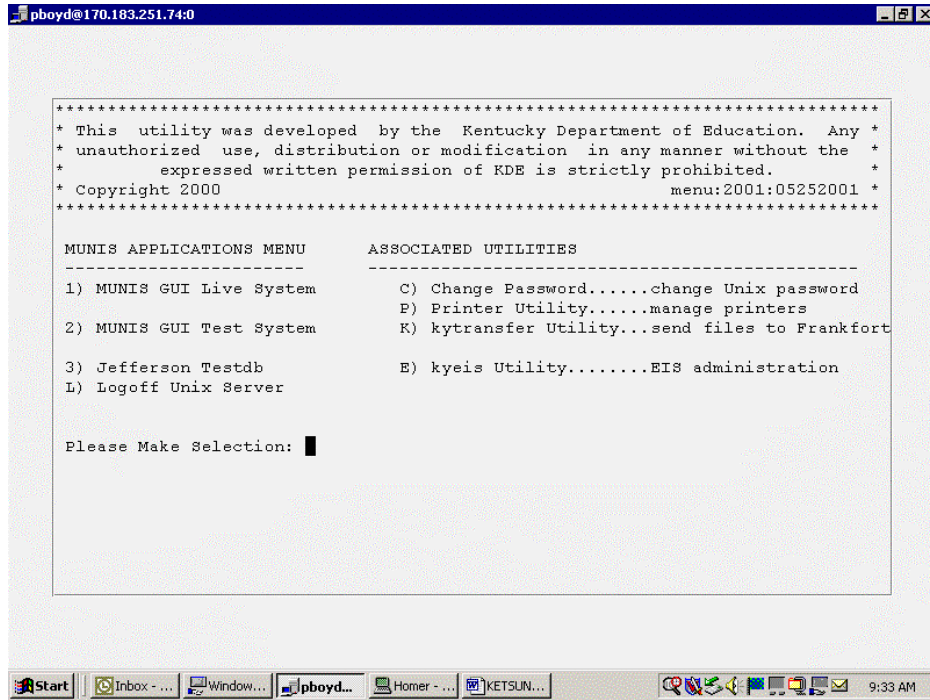 pboyd@170.183.251.74:0
********************************************************************************
* This utility was developed by the Kentucky Department of Education. Any *
* unauthorized use, distribution or modification in any manner without the *
* expressed written permission of KDE is strictly prohibited. *
* Copyright 2000 menu:2001:05252001 *
********************************************************************************
MUNIS APPLICATIONS MENU ASSOCIATED UTILITIES
----------------------- -----------------------------------------------
1) MUNIS GUI Live System C) Change Password......change Unix password
P) Printer Utility......manage printers
2) MUNIS GUI Test System K) kytransfer Utility...send files to Frankfort
3) Jefferson Testdb E) kyeis Utility........EIS administration
L) Logoff Unix Server
Please Make Selection:
Start Inbox - ... Window... pboyd... Homer - ... KETSUN... 9:33 AM